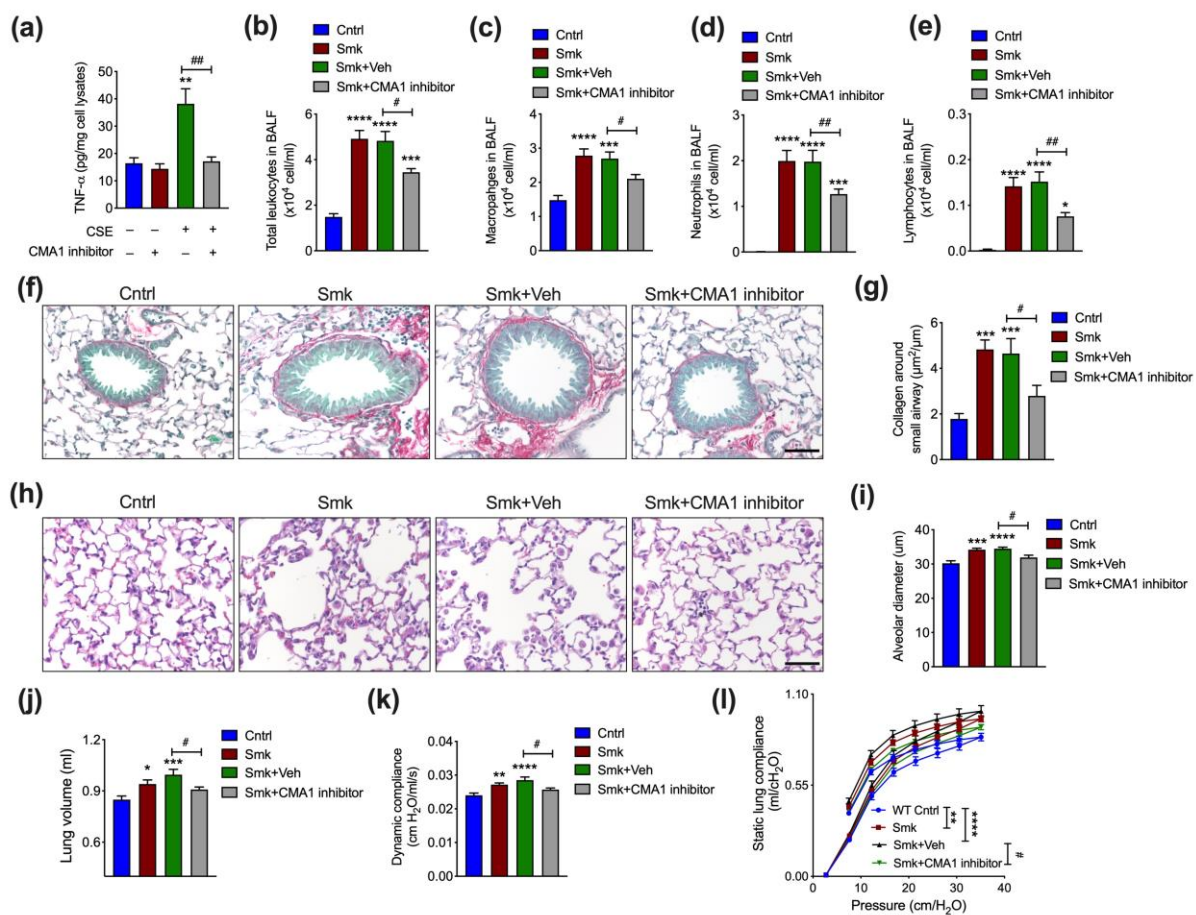 (a)
TNF-α (pg/mg cell lysates)
50
40
30
20
10
0
##
**
CSE
– – + +
CMA1 inhibitor
– + – +
(b)
Cntrl
Smk
Smk+Veh
Smk+CMA1 inhibitor
Total leukocytes in BALF
(x10⁴ cell/ml)
6
4
2
0
#
**** ****
***
(c)
Cntrl
Smk
Smk+Veh
Smk+CMA1 inhibitor
Macropahges in BALF
(x10⁴ cell/ml)
4
3
2
1
0
#
**** ***
(d)
Cntrl
Smk
Smk+Veh
Smk+CMA1 inhibitor
Neutrophils in BALF
(x10⁴ cell/ml)
3
2
1
0
##
**** ****
***
(e)
Cntrl
Smk
Smk+Veh
Smk+CMA1 inhibitor
Lymphocytes in BALF
(x10⁴ cell/ml)
0.3
0.2
0.1
0.0
##
**** ****
*
(f)
Cntrl
Smk
Smk+Veh
Smk+CMA1 inhibitor
(g)
Cntrl
Smk
Smk+Veh
Smk+CMA1 inhibitor
Collagen around
small airway (μm²/μm)
6
4
2
0
#
*** ***
(h)
Cntrl
Smk
Smk+Veh
Smk+CMA1 inhibitor
(i)
Cntrl
Smk
Smk+Veh
Smk+CMA1 inhibitor
Alveolar diameter (um)
40
30
20
10
0
#
*** ****
(j)
Cntrl
Smk
Smk+Veh
Smk+CMA1 inhibitor
Lung volume (ml)
1.2
0.9
0.6
#
* ***
(k)
Cntrl
Smk
Smk+Veh
Smk+CMA1 inhibitor
Dynamic compliance
(cm H₂O/ml/s)
0.04
0.03
0.02
0.01
0.00
#
** ****
(l)
Static lung compliance
(ml/cH₂O)
1.10
0.55
0.00
WT Cntrl
Smk
Smk+Veh
Smk+CMA1 inhibitor
**
****
#
0 10 20 30 40
Pressure (cm/H₂O)